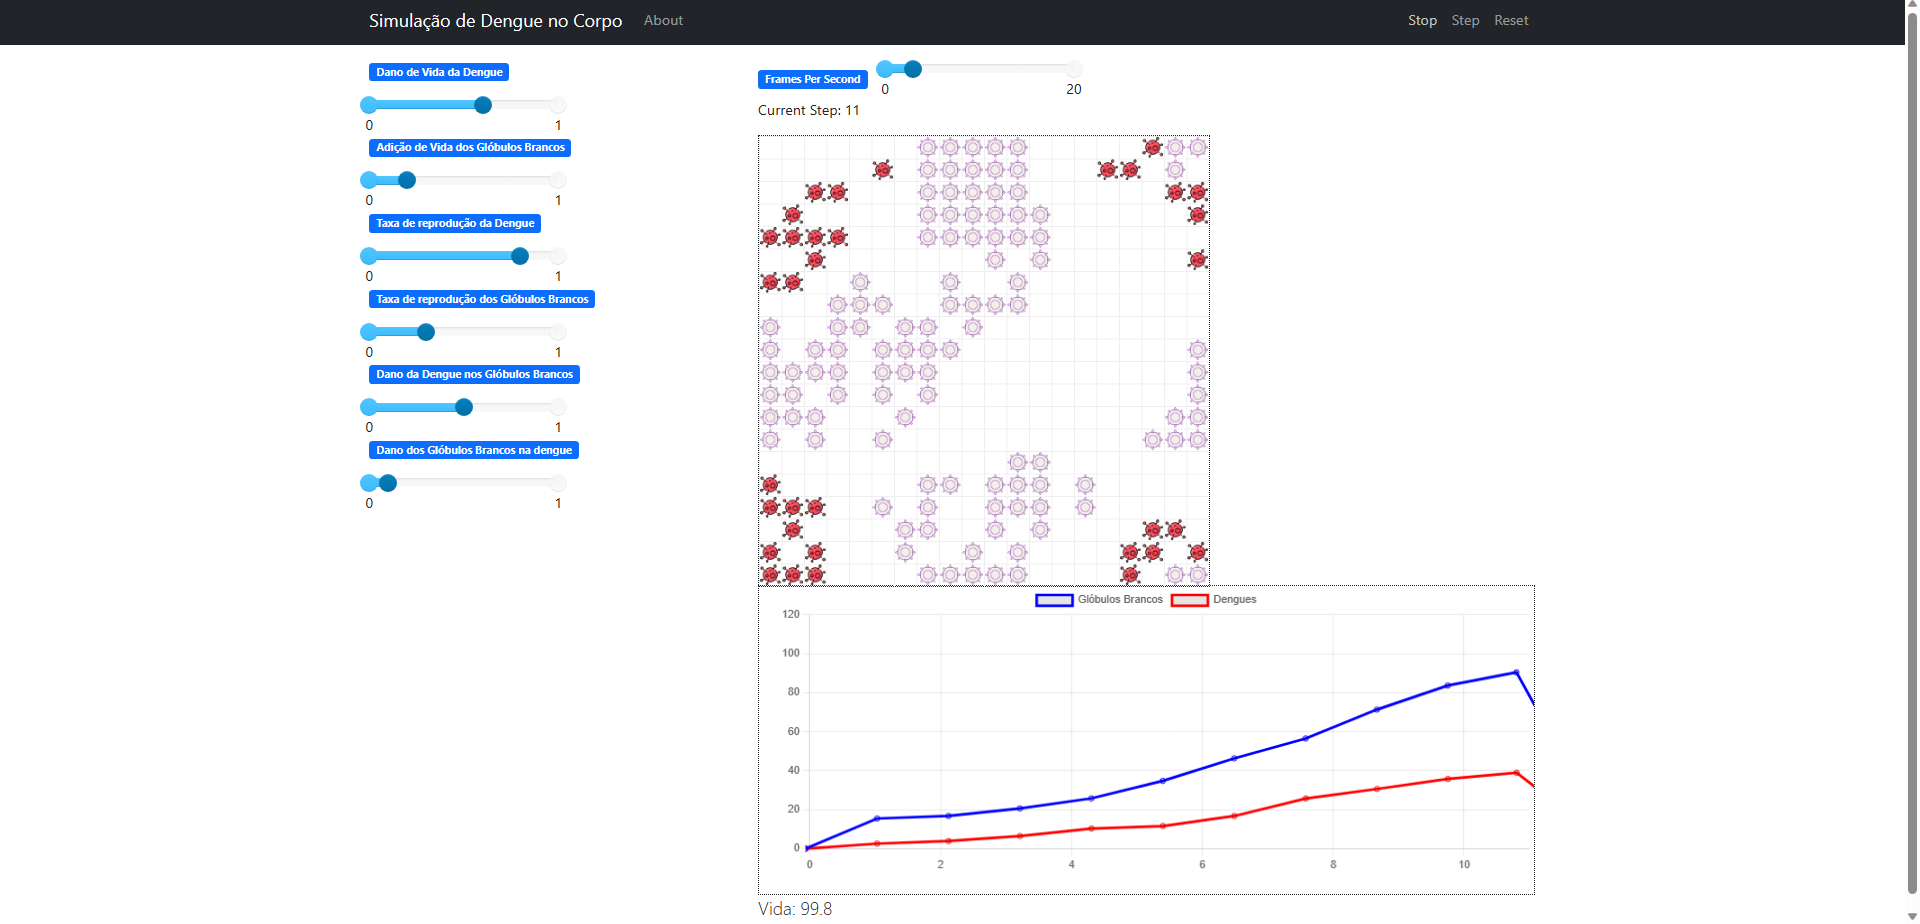 Simulação de Dengue no Corpo About Stop Step Reset
Dano de Vida da Dengue
0 1
Adição de Vida dos Glóbulos Brancos
0 1
Taxa de reprodução da Dengue
0 1
Taxa de reprodução dos Glóbulos Brancos
0 1
Dano da Dengue nos Glóbulos Brancos
0 1
Dano dos Glóbulos Brancos na dengue
0 1
Frames Per Second
0 20
Current Step: 11
Glóbulos Brancos Dengues
120
100
80
60
40
20
0
0 2 4 6 8 10
Vida: 99.8